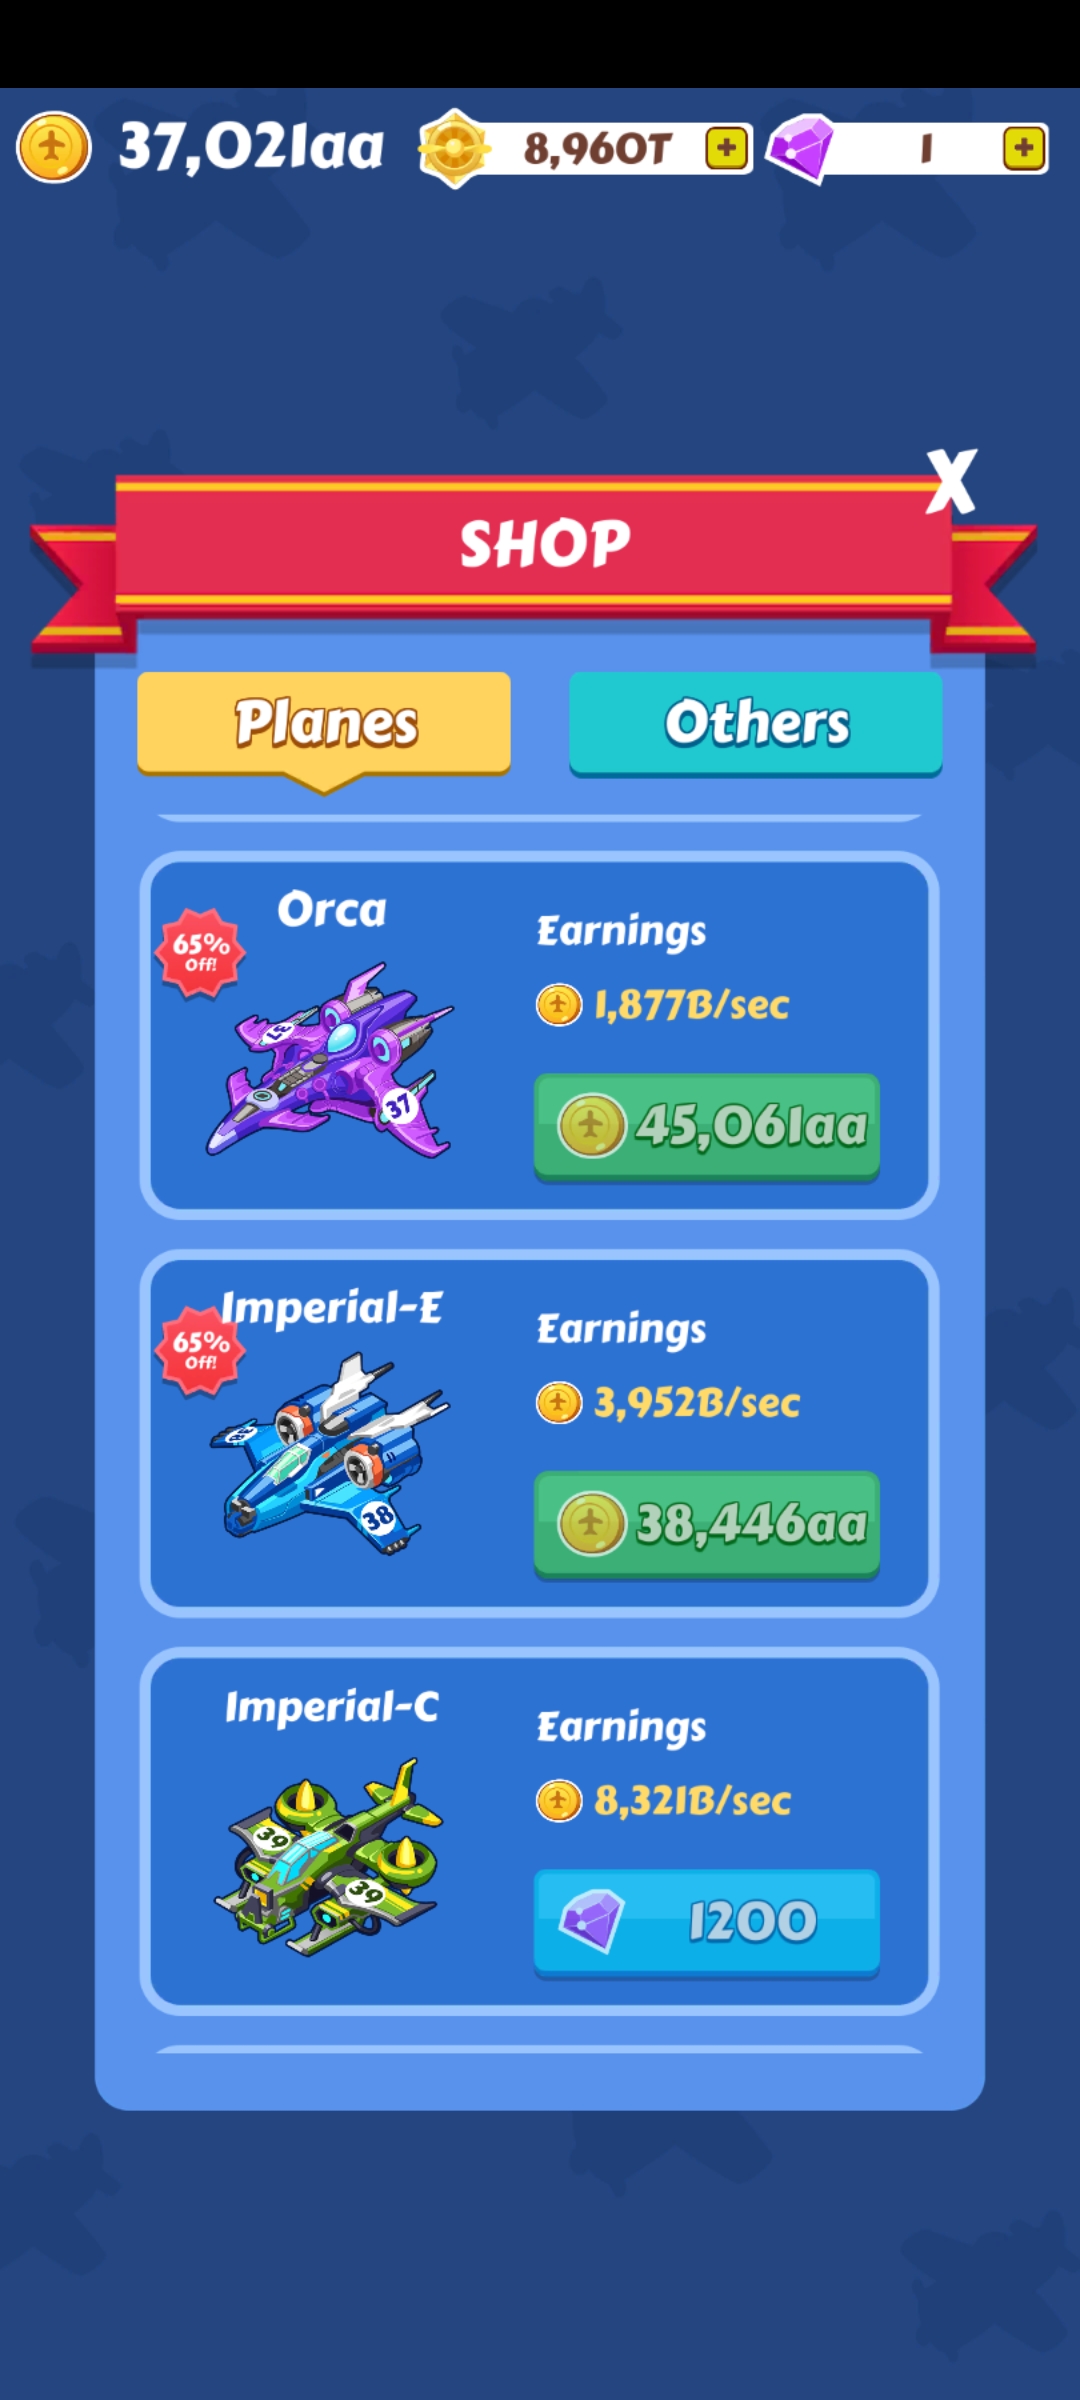 37,021aa
8,960T
+
1
+
X
SHOP
Planes
Others
Orca
65%
Off!
Earnings
1,877B/sec
37
37
45,061aa
Imperial-E
65%
Off!
Earnings
3,952B/sec
38
38
38,446aa
Imperial-C
Earnings
8,321B/sec
39
39
1200